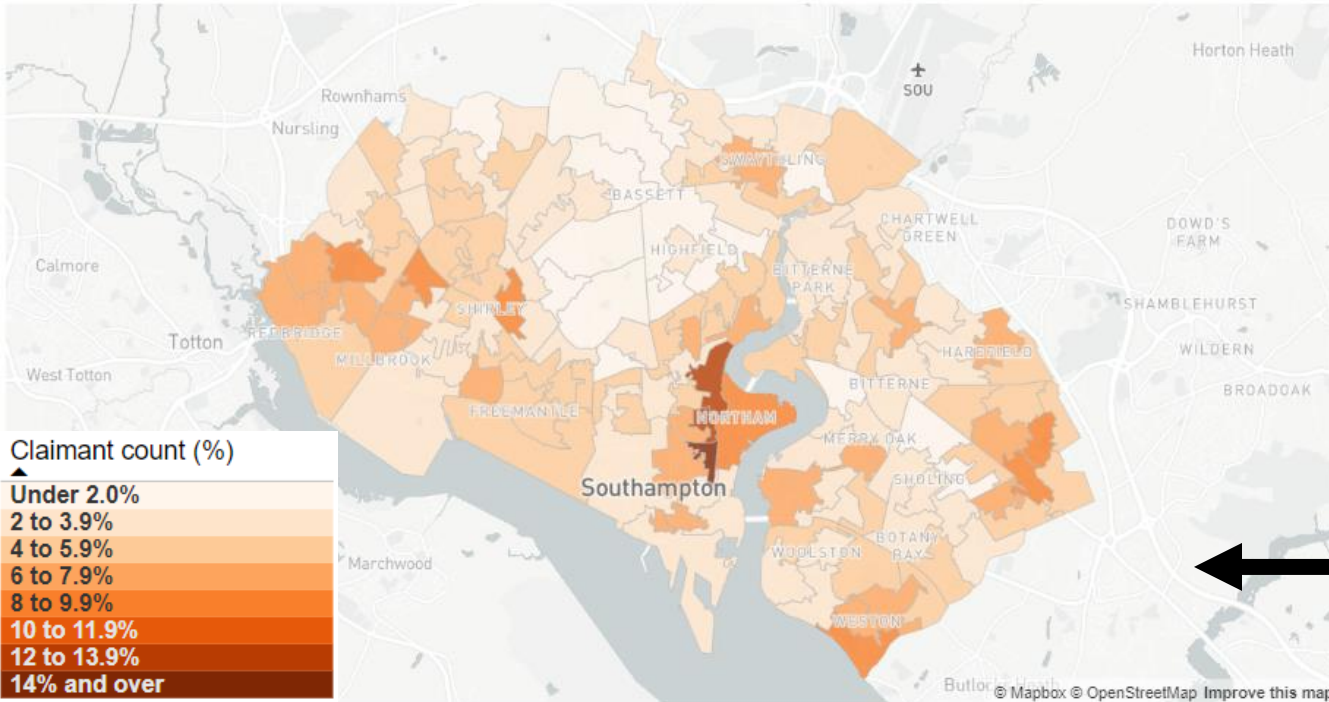 Horton Heath
SOU
Rownhams
Nursling
SWAYTHLING
BASSETT
CHARTWELL
GREEN
DOWD'S
FARM
HIGHFIELD
Calmore
BITTERNE
PARK
SHAMBLEHURST
SHIRLEY
REDBRIDGE
Totton
MILLBROOK
HAREFIELD
WILDERN
West Totton
BITTERNE
BROADOAK
FREEMANTLE
NORTHAM
MERRY OAK
Claimant count (%)
Under 2.0%
2 to 3.9%
4 to 5.9%
6 to 7.9%
8 to 9.9%
10 to 11.9%
12 to 13.9%
14% and over
SHOLING
Southampton
BOTANY
BAY
WOOLSTON
Marchwood
WESTON
Butlocks Heath
© Mapbox © OpenStreetMap Improve this map